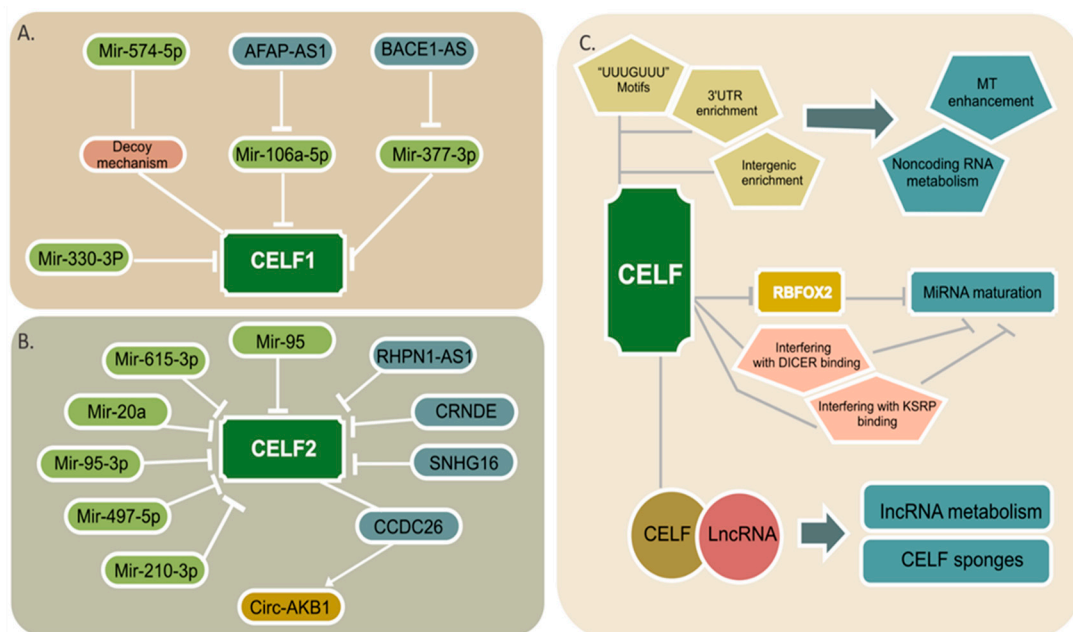 A.
Mir-574-5p
AFAP-AS1
BACE1-AS
Decoy
mechanism
Mir-106a-5p
Mir-377-3p
Mir-330-3P
CELF1
B.
Mir-95
Mir-615-3p
RHPN1-AS1
Mir-20a
CRNDE
CELF2
Mir-95-3p
SNHG16
Mir-497-5p
CCDC26
Mir-210-3p
Circ-AKB1
C.
"UUUGUUU"
Motifs
3'UTR
enrichment
Intergenic
enrichment
MT
enhancement
Noncoding RNA
metabolism
CELF
RBFOX2
MiRNA maturation
Interfering
with DICER binding
Interfering with KSRP
binding
CELF
LncRNA
lncRNA metabolism
CELF sponges